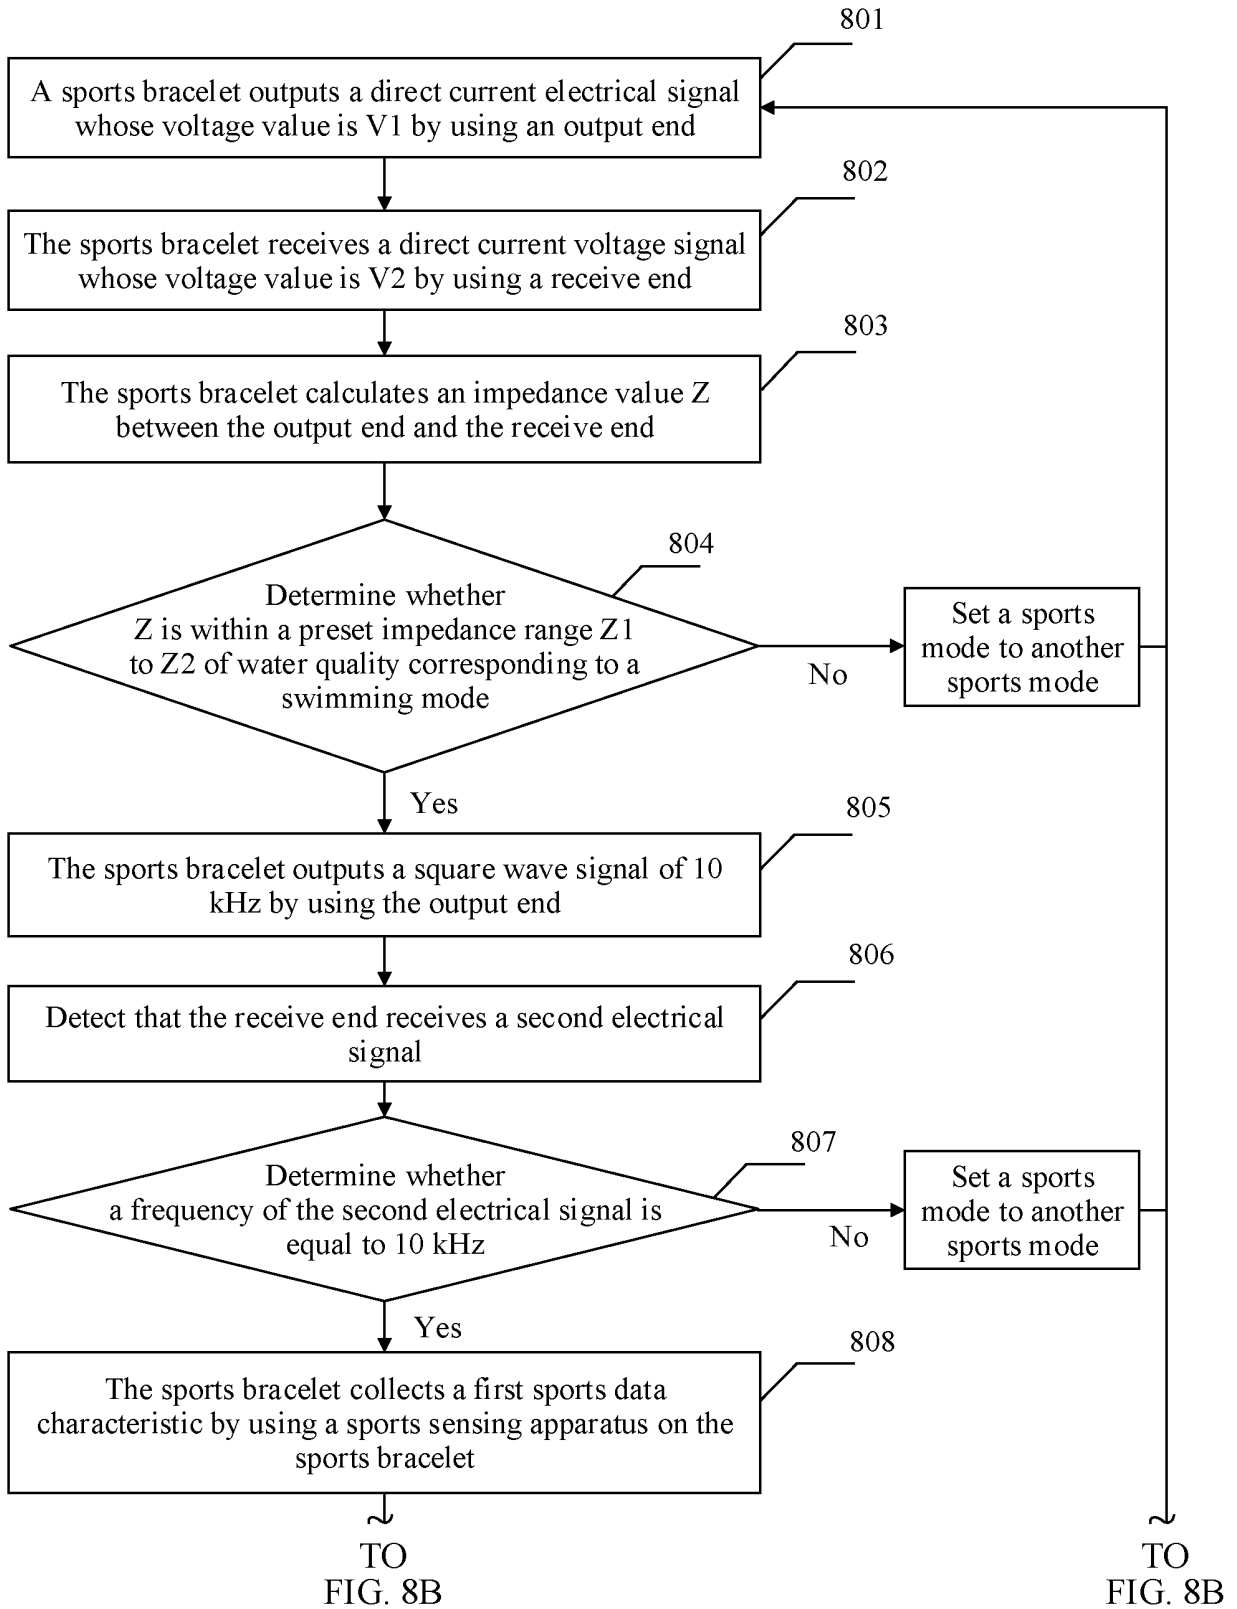 801
A sports bracelet outputs a direct current electrical signal
whose voltage value is V1 by using an output end
802
The sports bracelet receives a direct current voltage signal
whose voltage value is V2 by using a receive end
803
The sports bracelet calculates an impedance value Z
between the output end and the receive end
804
Determine whether
Z is within a preset impedance range Z1
to Z2 of water quality corresponding to a
swimming mode
No
Set a sports
mode to another
sports mode
Yes
805
The sports bracelet outputs a square wave signal of 10
kHz by using the output end
806
Detect that the receive end receives a second electrical
signal
807
Determine whether
a frequency of the second electrical signal is
equal to 10 kHz
No
Set a sports
mode to another
sports mode
Yes
808
The sports bracelet collects a first sports data
characteristic by using a sports sensing apparatus on the
sports bracelet
TO
FIG. 8B
TO
FIG. 8B